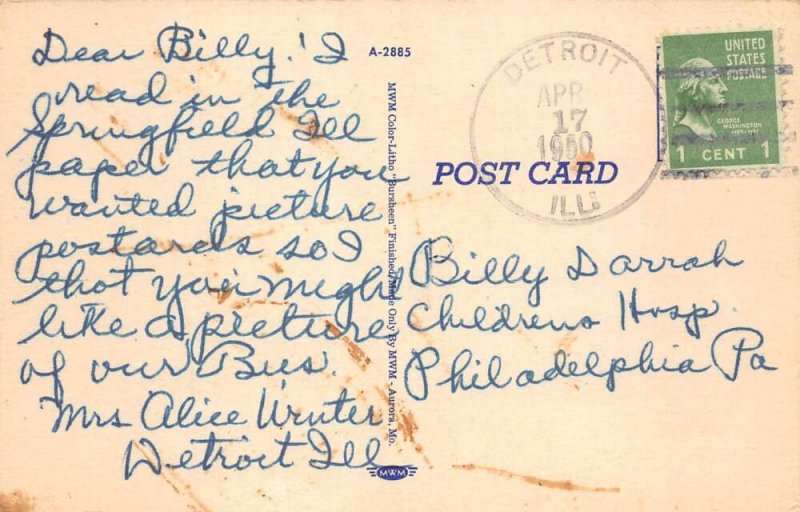 Dear Billy! I
read in the
Springfield Ill
paper that you
wanted picture
postcards so I
thot you might
like a picture
of our Bus.
Mrs Alice Winter
Detroit Ill
A-2885
MWM Color-Litho "Bursheen" Finished Made Only By MWM - Aurora, Mo.
MWM
DETROIT
APR
17
1950
ILL.
POST CARD
UNITED
STATES
POSTAGE
GEORGE
WASHINGTON
1 CENT 1
Billy Darrah
Childrens Hosp.
Philadelphia Pa